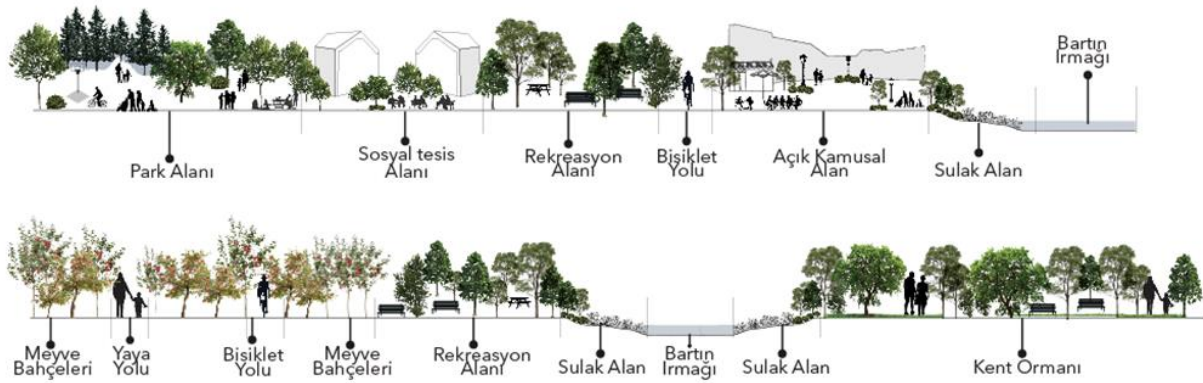 Bartın
Irmağı
Park Alanı
Sosyal tesis
Alanı
Rekreasyon
Alanı
Bisiklet
Yolu
Açık Kamusal
Alan
Sulak Alan
Meyve
Bahçeleri
Yaya
Yolu
Bisiklet
Yolu
Meyve
Bahçeleri
Rekreasyon
Alanı
Sulak Alan
Bartın
Irmağı
Sulak Alan
Kent Ormanı